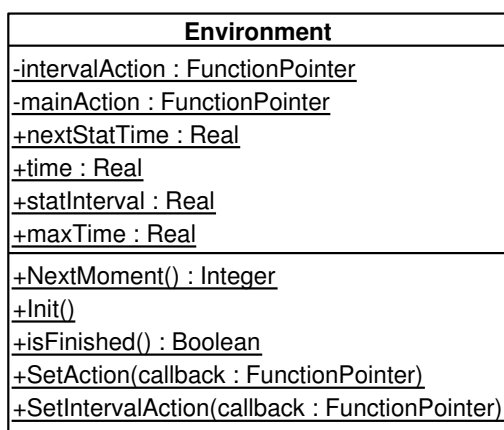 Environment
-intervalAction : FunctionPointer
-mainAction : FunctionPointer
+nextStatTime : Real
+time : Real
+statInterval : Real
+maxTime : Real
+NextMoment() : Integer
+Init()
+isFinished() : Boolean
+SetAction(callback : FunctionPointer)
+SetIntervalAction(callback : FunctionPointer)